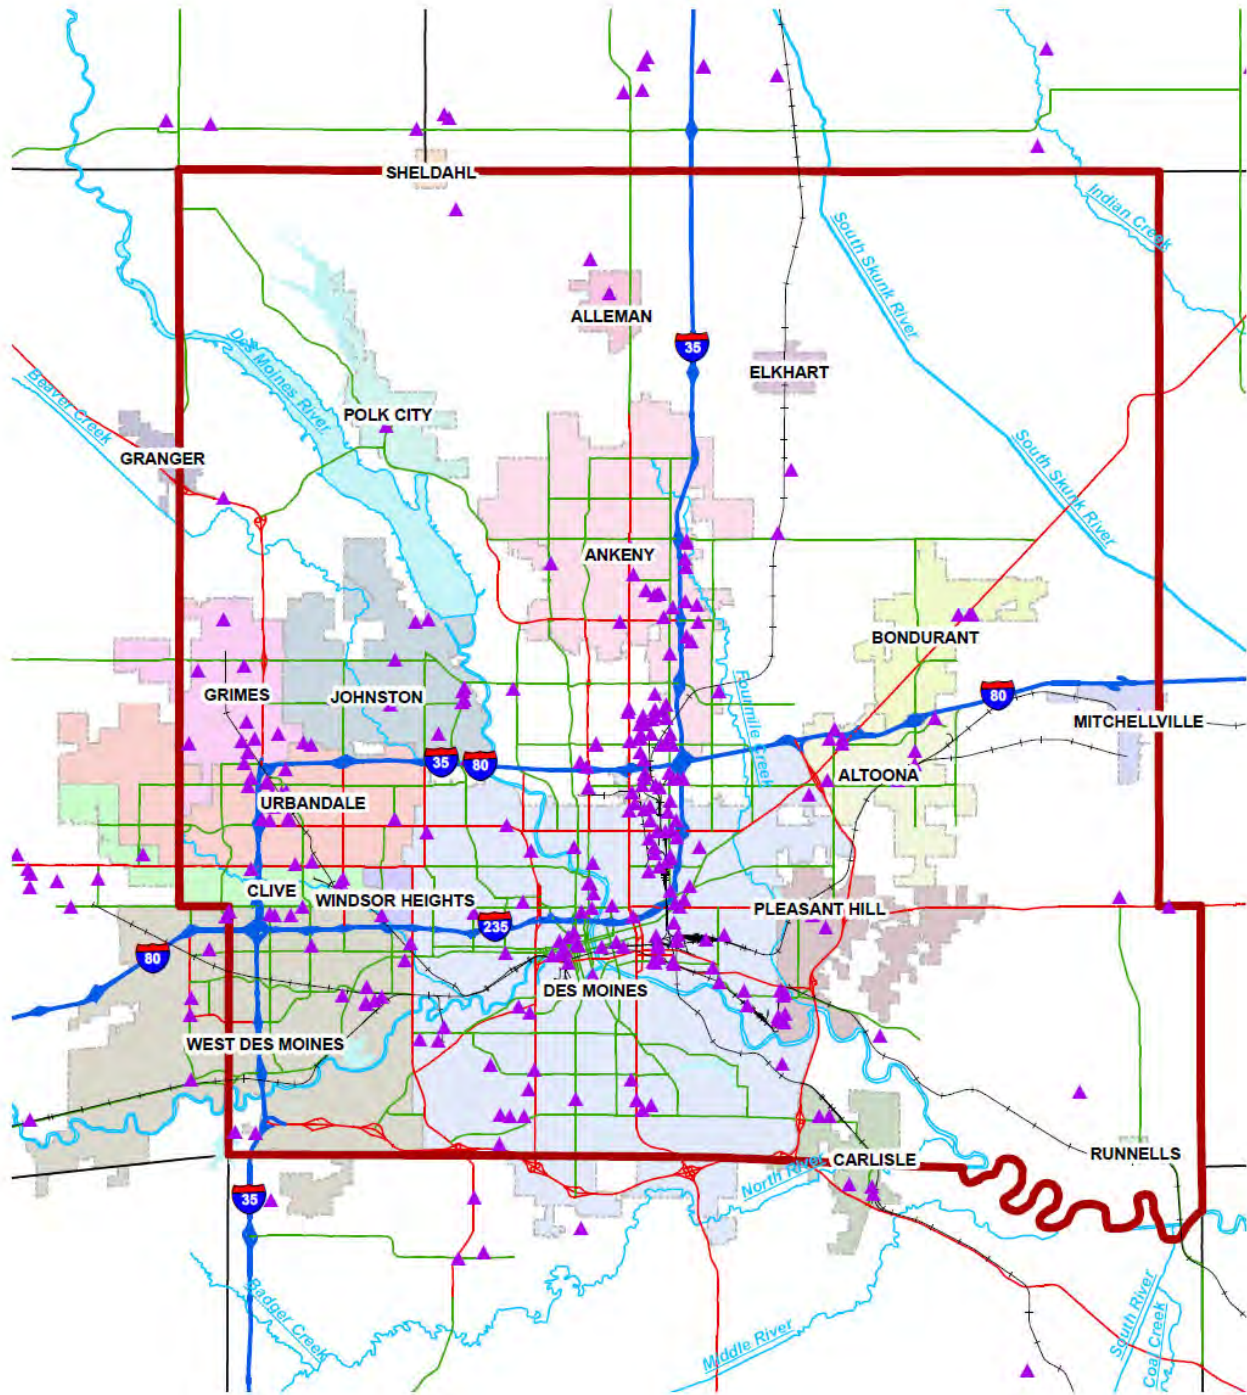 SHELDAHL
Indian Creek
South Skunk River
ALLEMAN
35
Des Moines River
ELKHART
Beaver Creek
POLK CITY
GRANGER
South Skunk River
ANKENY
BONDURANT
GRIMES
JOHNSTON
Fourmile Creek
80
MITCHELLVILLE
35
80
ALTOONA
URBANDALE
CLIVE
WINDSOR HEIGHTS
PLEASANT HILL
235
80
DES MOINES
WEST DES MOINES
RUNNELLS
CARLISLE
North River
35
Badger Creek
Middle River
South River
Coal Creek